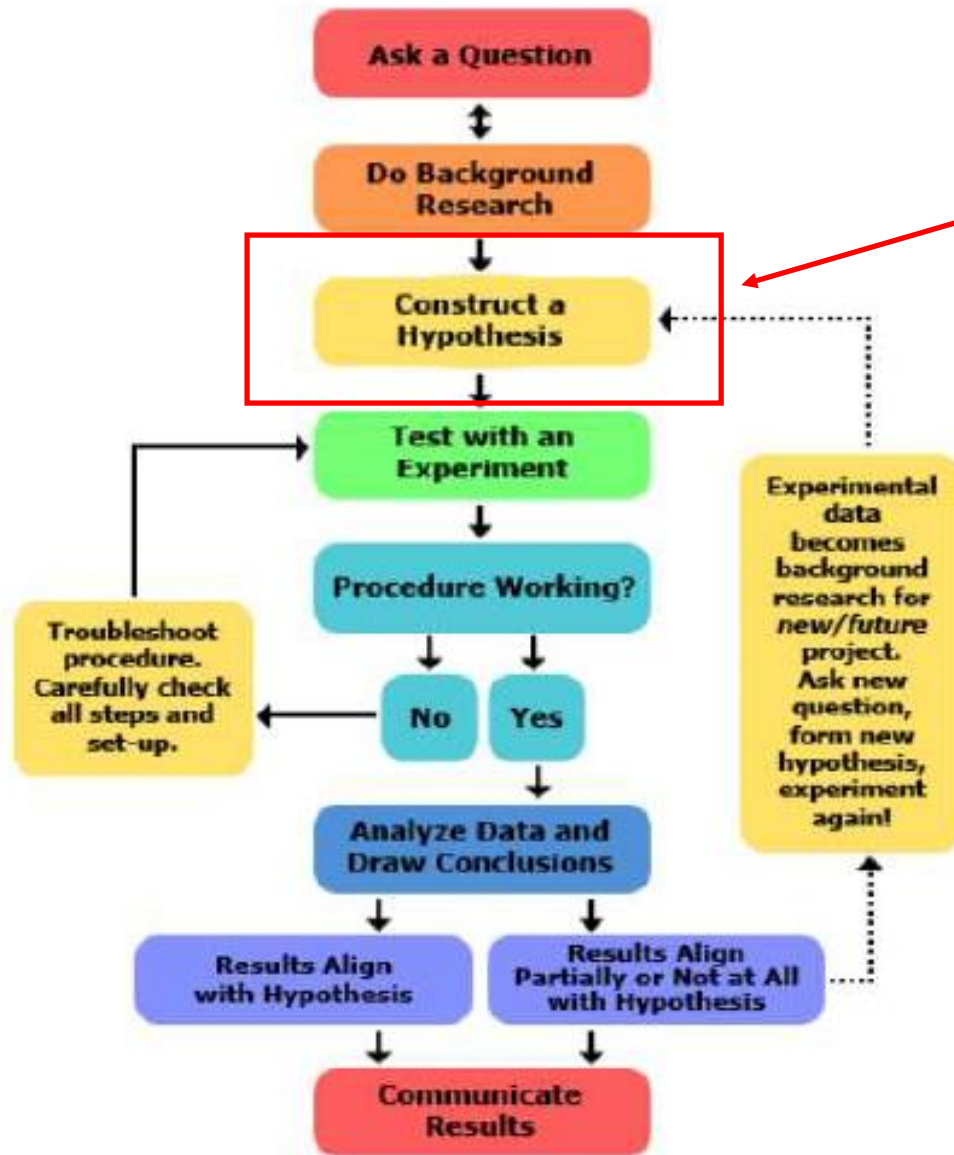 Ask a Question
Do Background
Research
Construct a
Hypothesis
Test with an
Experiment
Procedure Working?
No
Yes
Troubleshoot
procedure.
Carefully check
all steps and
set-up.
Analyze Data and
Draw Conclusions
Results Align
with Hypothesis
Results Align
Partially or Not at All
with Hypothesis
Experimental
data
becomes
background
research for
new/future
project.
Ask new
question,
form new
hypothesis,
experiment
again!
Communicate
Results